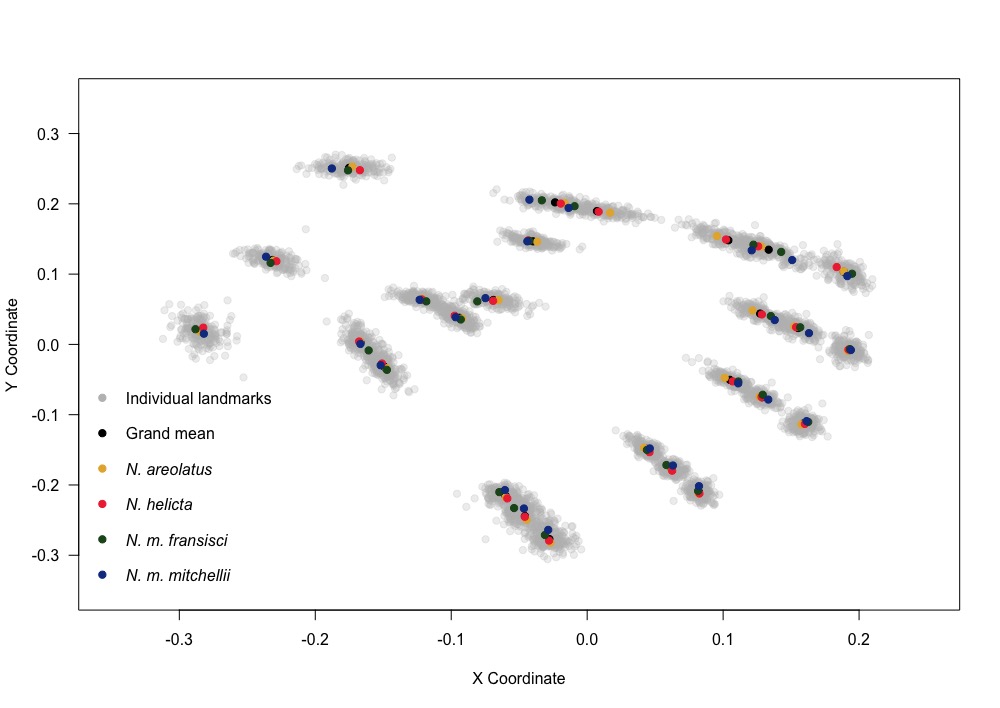 0.3
0.2
0.1
0.0
-0.1
-0.2
-0.3
Y Coordinate
Individual landmarks
Grand mean
N. areolatus
N. helicta
N. m. fransisci
N. m. mitchellii
-0.3 -0.2 -0.1 0.0 0.1 0.2
X Coordinate